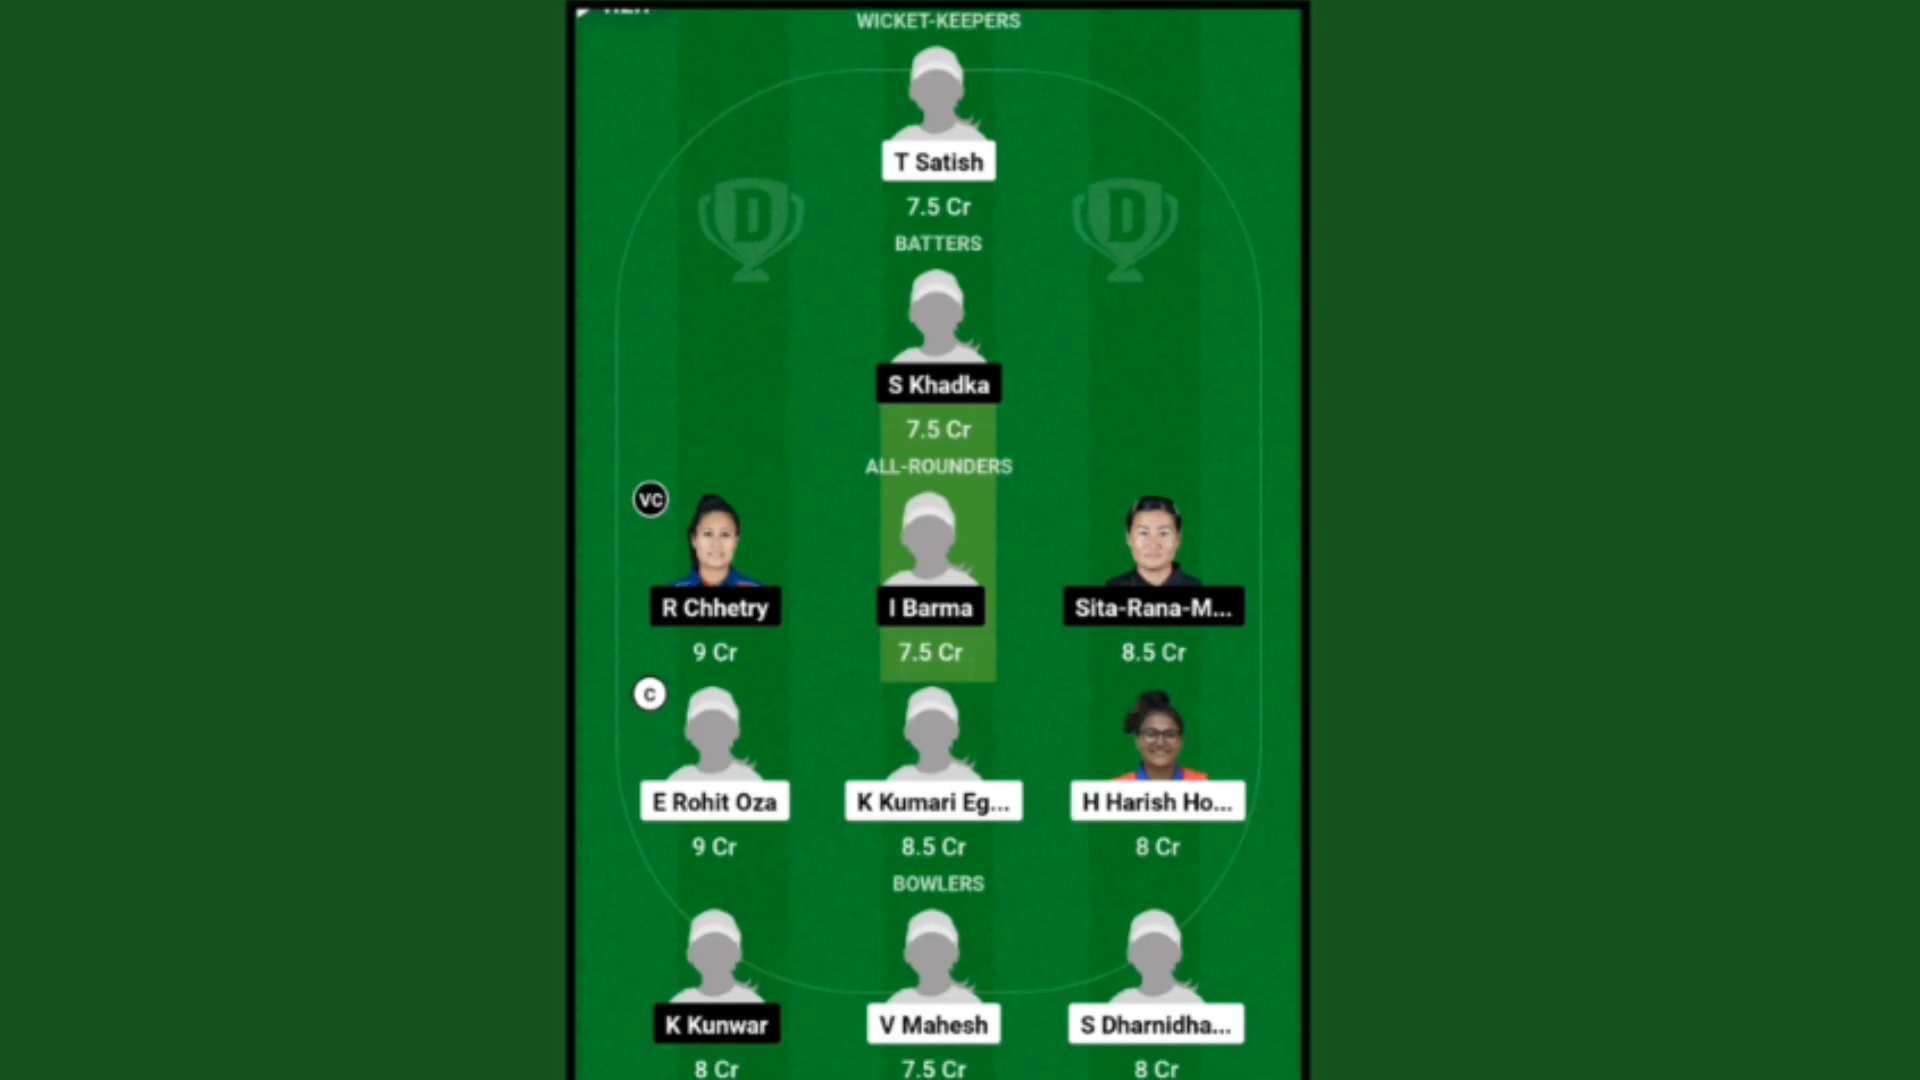 WICKET-KEEPERS
T Satish
7.5 Cr
D
D
BATTERS
S Khadka
7.5 Cr
ALL-ROUNDERS
VC
R Chhetry
I Barma
Sita-Rana-M...
9 Cr
7.5 Cr
8.5 Cr
C
E Rohit Oza
K Kumari Eg...
H Harish Ho...
9 Cr
8.5 Cr
8 Cr
BOWLERS
K Kunwar
V Mahesh
S Dharnidha...
8 Cr
7.5 Cr
8 Cr